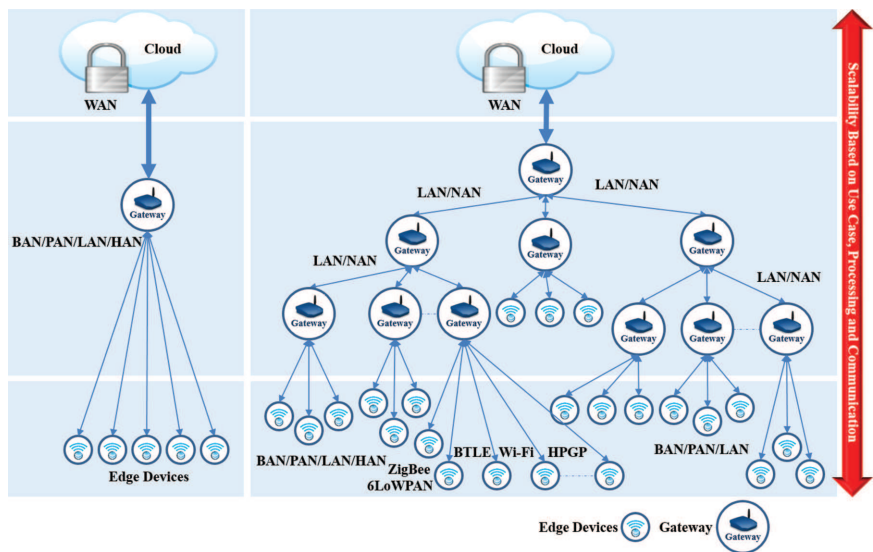 Cloud
WAN
Gateway
BAN/PAN/LAN/HAN
Edge Devices
Cloud
WAN
Gateway
LAN/NAN
LAN/NAN
Gateway
Gateway
Gateway
LAN/NAN
LAN/NAN
Gateway
Gateway
Gateway
Gateway
Gateway
Gateway
BAN/PAN/LAN/HAN
ZigBee
6LoWPAN
BTLE
Wi-Fi
HPGP
BAN/PAN/LAN
Scalability Based on Use Case, Processing and Communication
Edge Devices
Gateway
Gateway